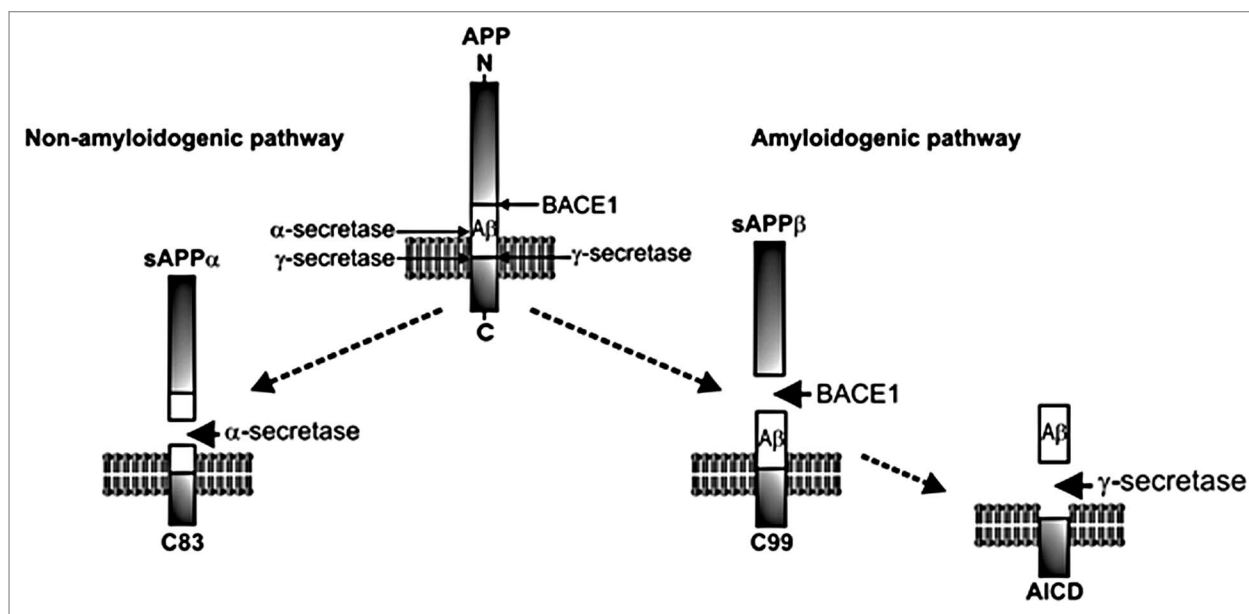 APP
N
Non-amyloidogenic pathway
Amyloidogenic pathway
BACE1
α-secretase
Aβ
γ-secretase
γ-secretase
C
sAPPα
α-secretase
C83
sAPPβ
BACE1
Aβ
C99
Aβ
γ-secretase
AICD